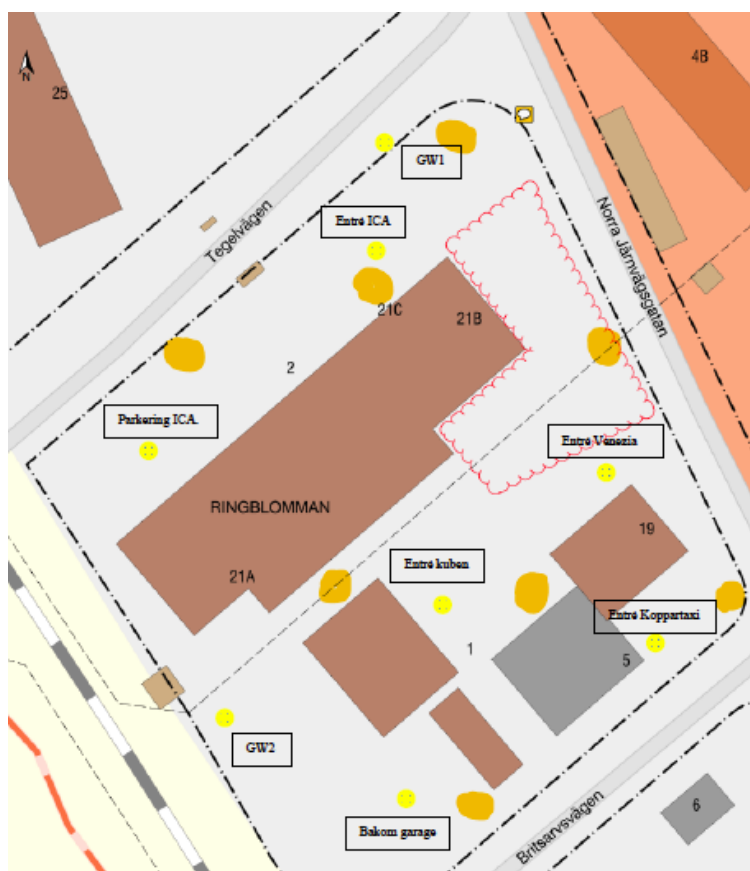 4B
25
N
GW1
Tegelvägen
Entré ICA
Norra Järnvägsgatan
21C
21B
2
Parkering ICA.
Entré Venezia
RINGBLOMMAN
19
21A
Entré kuben
Entré Koppartaxi
1
5
GW2
Bakom garage
Britsarvsvägen
6